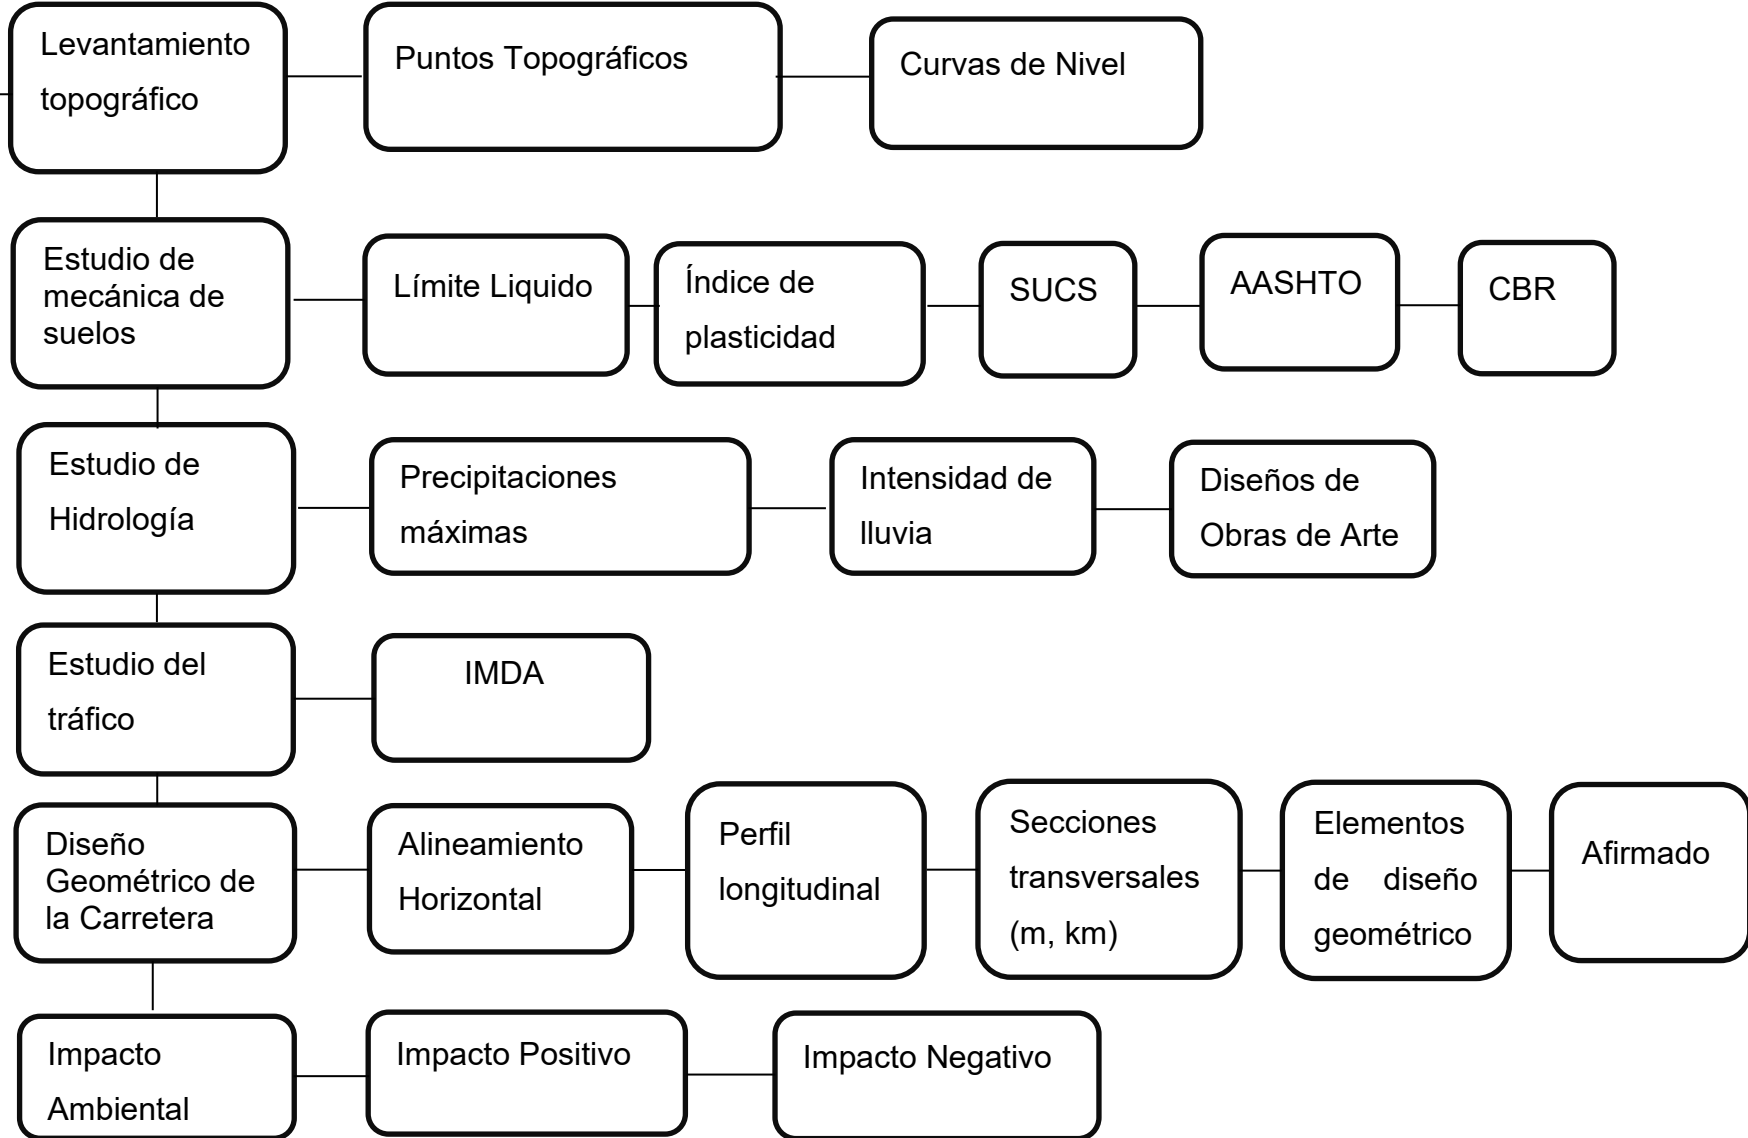 Levantamiento
topográfico
Puntos Topográficos
Curvas de Nivel
Estudio de
mecánica de
suelos
Límite Liquido
Índice de
plasticidad
SUCS
AASHTO
CBR
Estudio de
Hidrología
Precipitaciones
máximas
Intensidad de
lluvia
Diseños de
Obras de Arte
Estudio del
tráfico
IMDA
Diseño
Geométrico de
la Carretera
Alineamiento
Horizontal
Perfil
longitudinal
Secciones
transversales
(m, km)
Elementos
de diseño
geométrico
Afirmado
Impacto
Ambiental
Impacto Positivo
Impacto Negativo